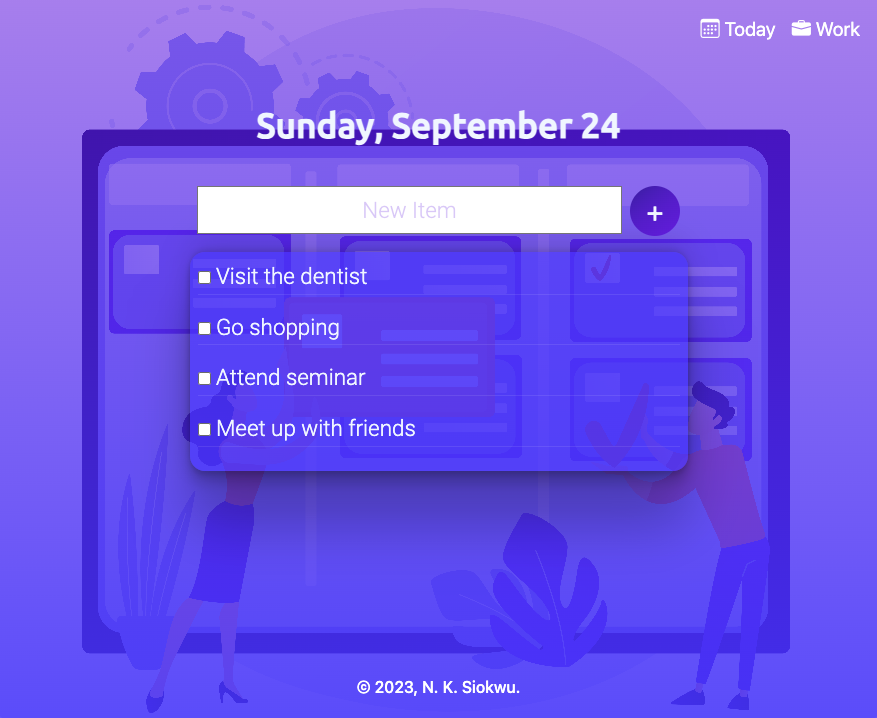 Today Work
Sunday, September 24
New Item
+
Visit the dentist
Go shopping
Attend seminar
Meet up with friends
© 2023, N. K. Siokwu.